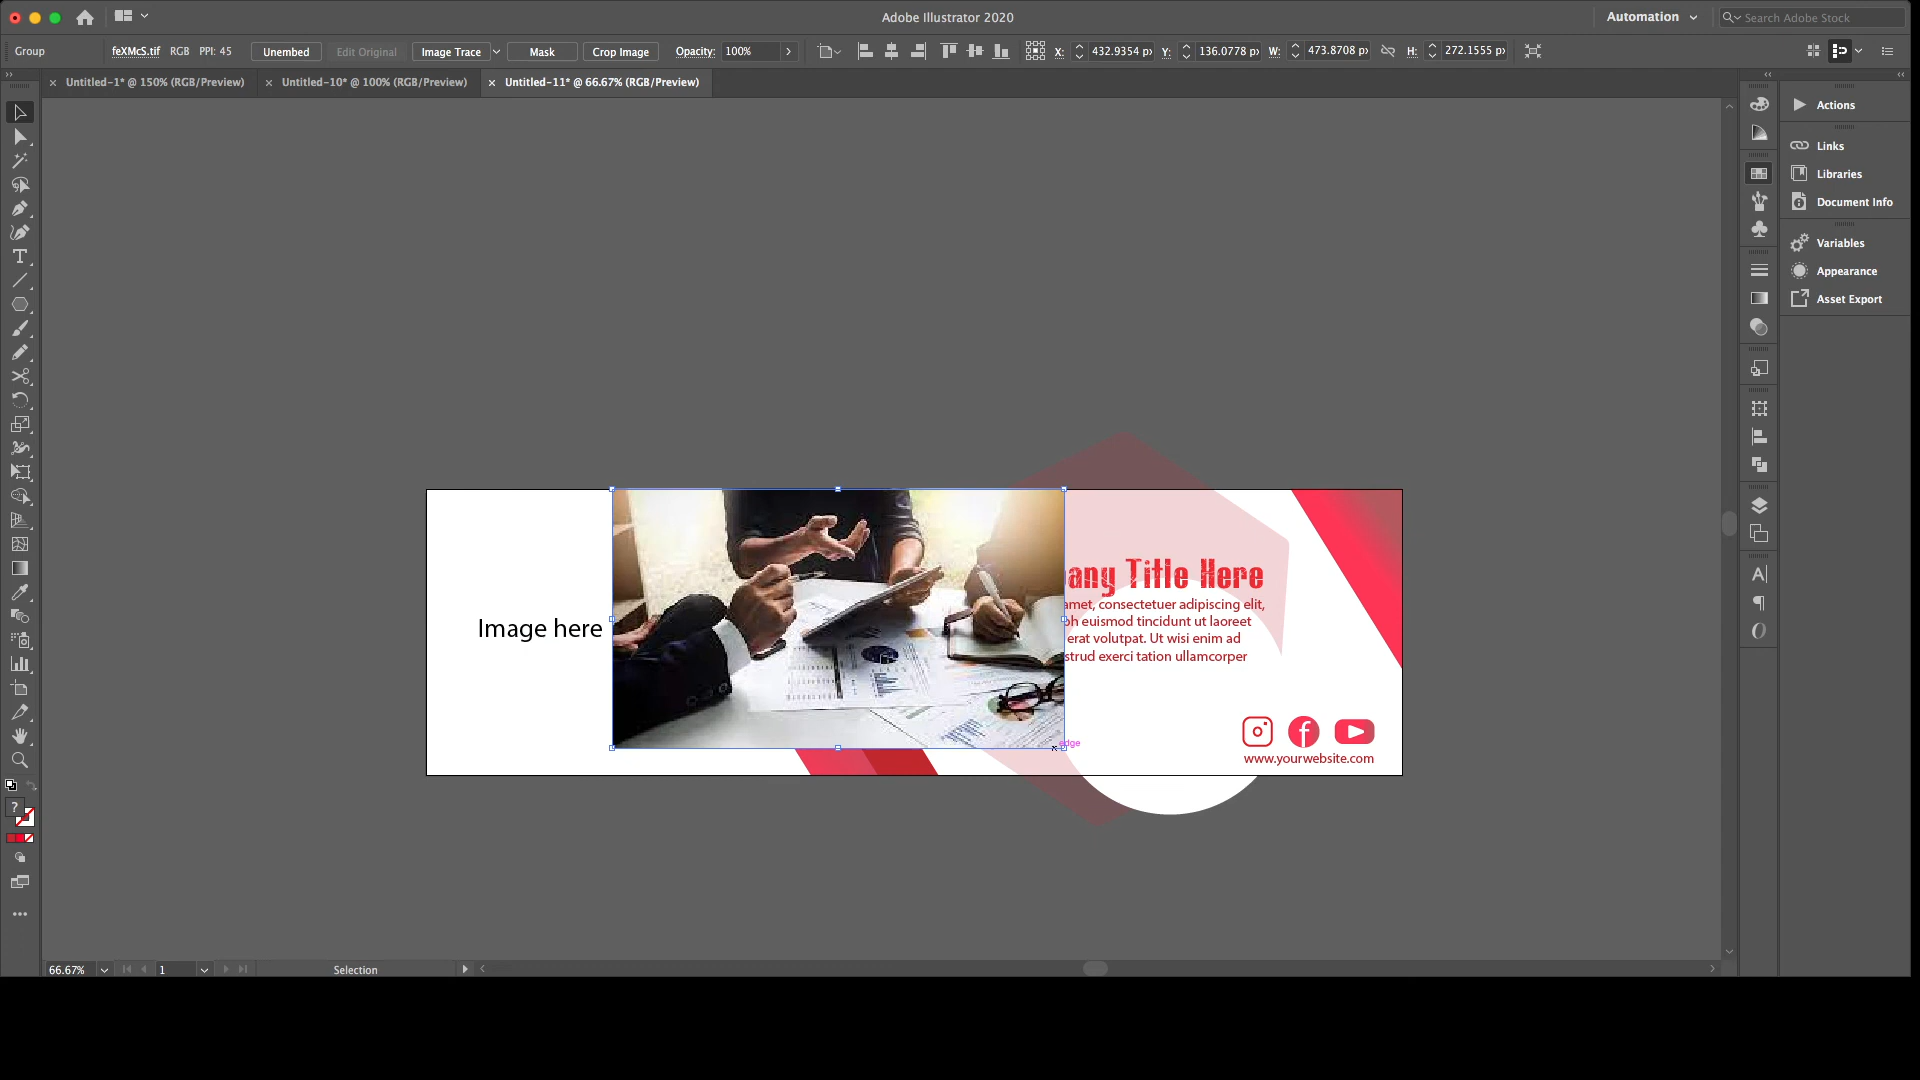 Adobe Illustrator 2020
Automation
Search Adobe Stock
Group
feXMcS.tif
RGB
PPI: 45
Unembed
Edit Original
Image Trace
Mask
Crop Image
Opacity:
100%
X:
432.9354 px
Y:
136.0778 px
W:
473.8708 px
H:
272.1555 px
Untitled-1* @ 150% (RGB/Preview)
Untitled-10* @ 100% (RGB/Preview)
Untitled-11* @ 66.67% (RGB/Preview)
Actions
Links
Libraries
Document Info
Variables
Appearance
Asset Export
Image here
any Title Here
amet, consectetuer adipiscing elit,
euismod tincidunt ut laoreet
erat volutpat. Ut wisi enim ad
strud exerci tation ullamcorper
edge
www.yourwebsite.com
66.67%
1
Selection